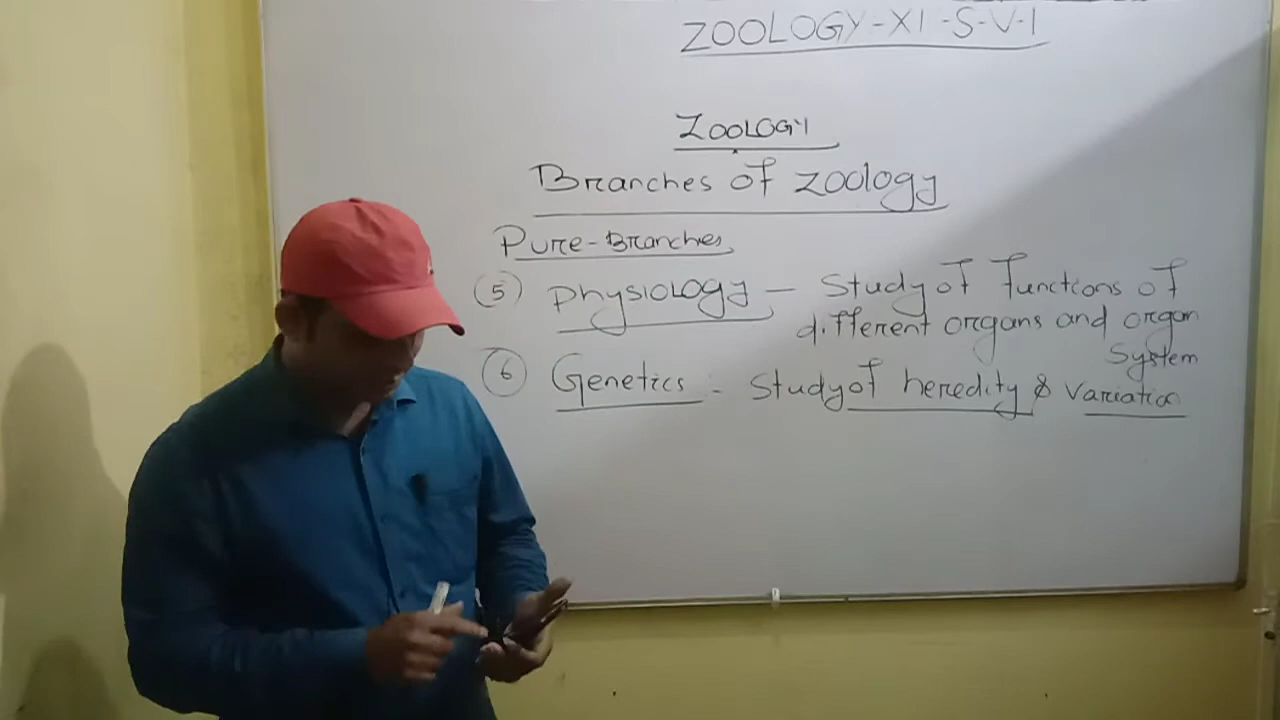 ZOOLOGY-XI-S-V-1
ZOOLOGY
Branches of zoology
Pure-Branches
5 Physiology - Study of functions of
different organs and organ
System
6 Genetics - Study of heredity & variation